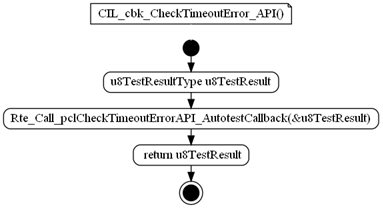 CIL_cbk_CheckTimeoutError_API()
u8TestResultType u8TestResult
Rte_Call_pclCheckTimeoutErrorAPI_AutotestCallback(&u8TestResult)
return u8TestResult